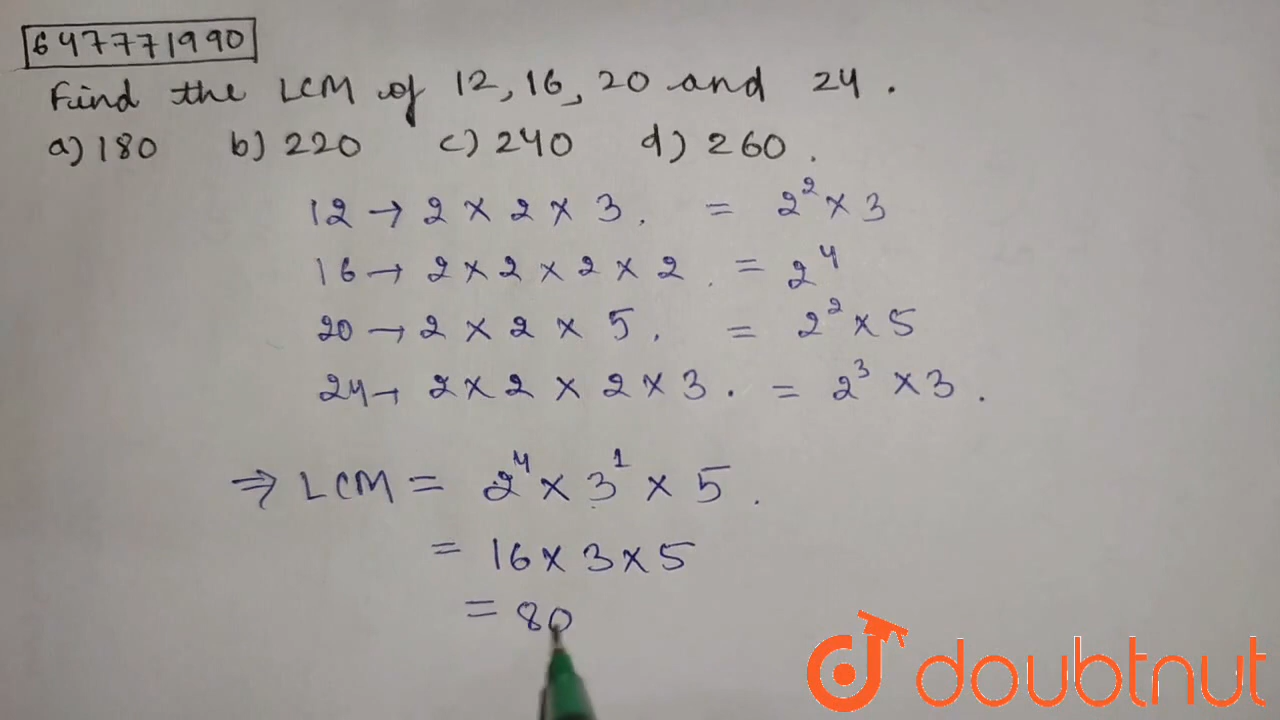 647771990
Find the LCM of 12, 16, 20 and 24.
a) 180 b) 220 c) 240 d) 260.
12 → 2 × 2 × 3. = 2² × 3
16 → 2 × 2 × 2 × 2. = 2⁴
20 → 2 × 2 × 5. = 2² × 5
24 → 2 × 2 × 2 × 3. = 2³ × 3.
⇒ LCM = 2⁴ × 3¹ × 5.
= 16 × 3 × 5
= 80
doubtnut